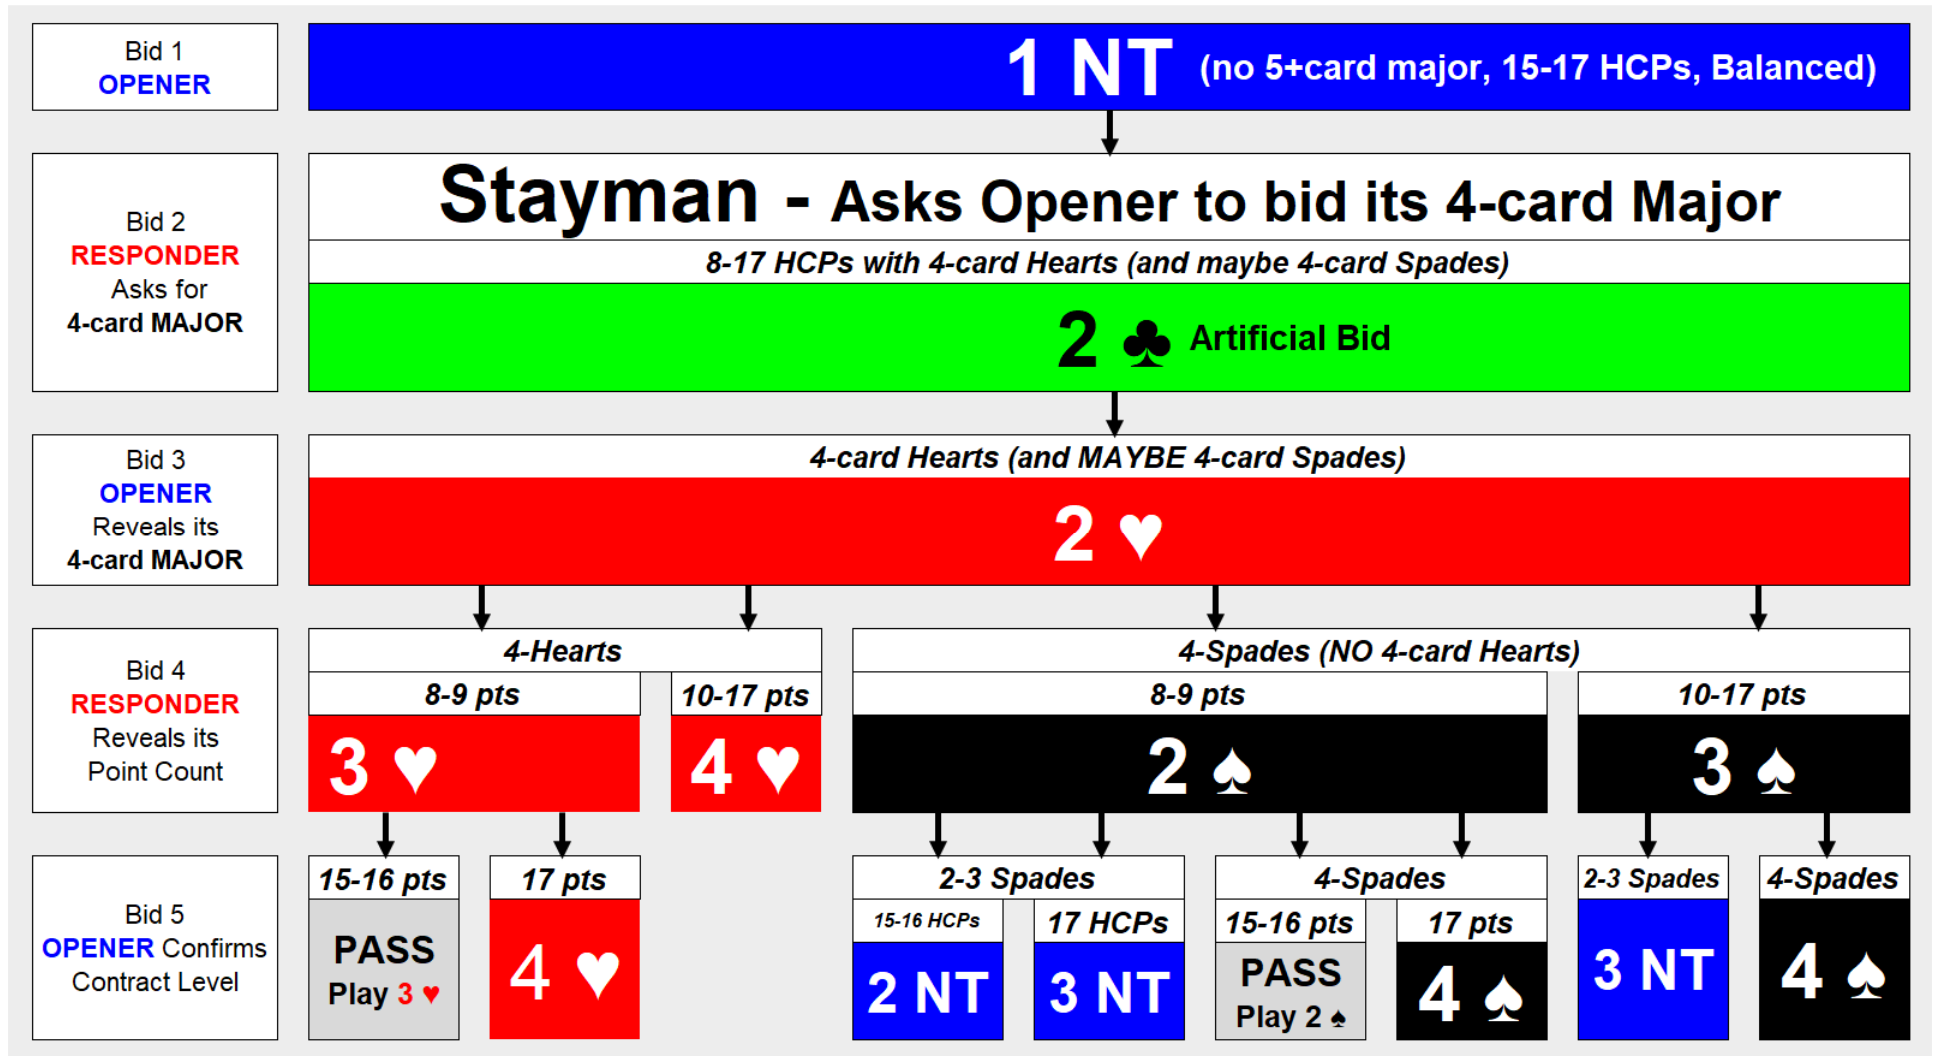 Bid 1
OPENER
1 NT (no 5+card major, 15-17 HCPs, Balanced)
Bid 2
RESPONDER
Asks for
4-card MAJOR
Stayman - Asks Opener to bid its 4-card Major
8-17 HCPs with 4-card Hearts (and maybe 4-card Spades)
2 ♣ Artificial Bid
Bid 3
OPENER
Reveals its
4-card MAJOR
4-card Hearts (and MAYBE 4-card Spades)
2 ♥
Bid 4
RESPONDER
Reveals its
Point Count
4-Hearts
8-9 pts
3 ♥
10-17 pts
4 ♥
4-Spades (NO 4-card Hearts)
8-9 pts
2 ♠
10-17 pts
3 ♠
Bid 5
OPENER Confirms
Contract Level
15-16 pts
PASS
Play 3 ♥
17 pts
4 ♥
2-3 Spades
15-16 HCPs
2 NT
17 HCPs
3 NT
4-Spades
15-16 pts
PASS
Play 2 ♠
17 pts
4 ♠
2-3 Spades
3 NT
4-Spades
4 ♠